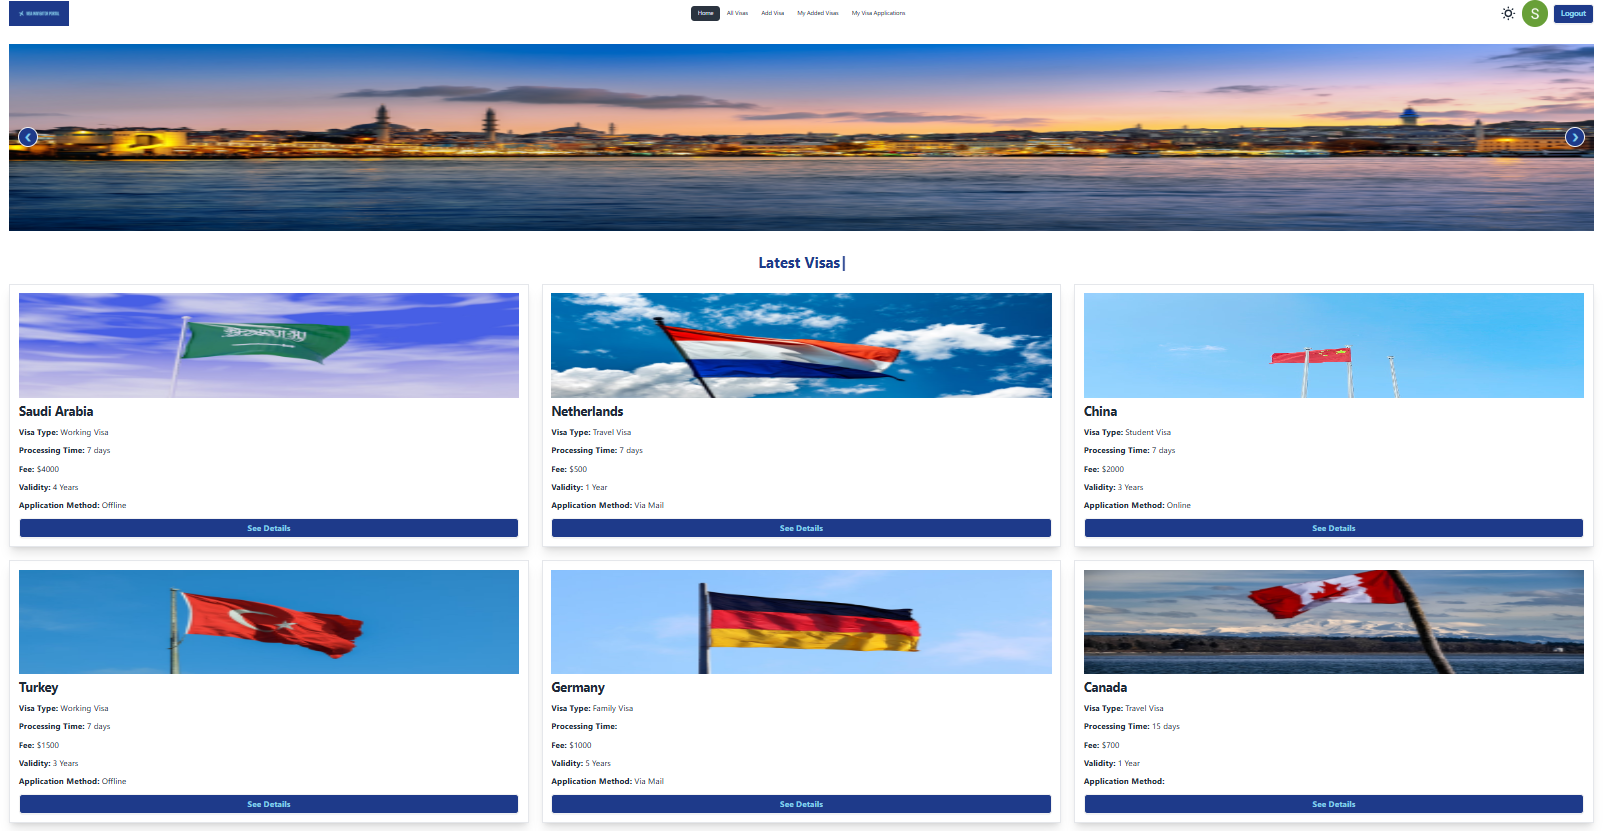 Home All Visas Add Visa My Added Visas My Visa Applications S Logout
Latest Visas
Saudi Arabia
Visa Type: Working Visa
Processing Time: 7 days
Fee: $4000
Validity: 4 Years
Application Method: Offline
See Details
Netherlands
Visa Type: Travel Visa
Processing Time: 7 days
Fee: $500
Validity: 1 Year
Application Method: Via Mail
See Details
China
Visa Type: Student Visa
Processing Time: 7 days
Fee: $2000
Validity: 3 Years
Application Method: Online
See Details
Turkey
Visa Type: Working Visa
Processing Time: 7 days
Fee: $1500
Validity: 3 Years
Application Method: Offline
See Details
Germany
Visa Type: Family Visa
Processing Time:
Fee: $1000
Validity: 5 Years
Application Method: Via Mail
See Details
Canada
Visa Type: Travel Visa
Processing Time: 15 days
Fee: $700
Validity: 1 Year
Application Method:
See Details